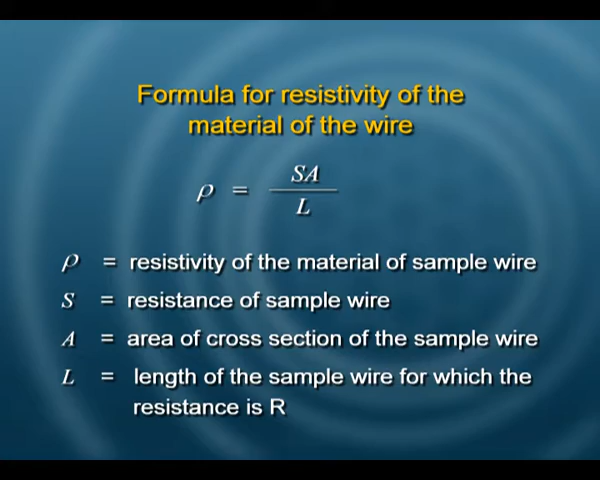 Formula for resistivity of the
material of the wire
ρ = SA / L
ρ = resistivity of the material of sample wire
S = resistance of sample wire
A = area of cross section of the sample wire
L = length of the sample wire for which the
resistance is R